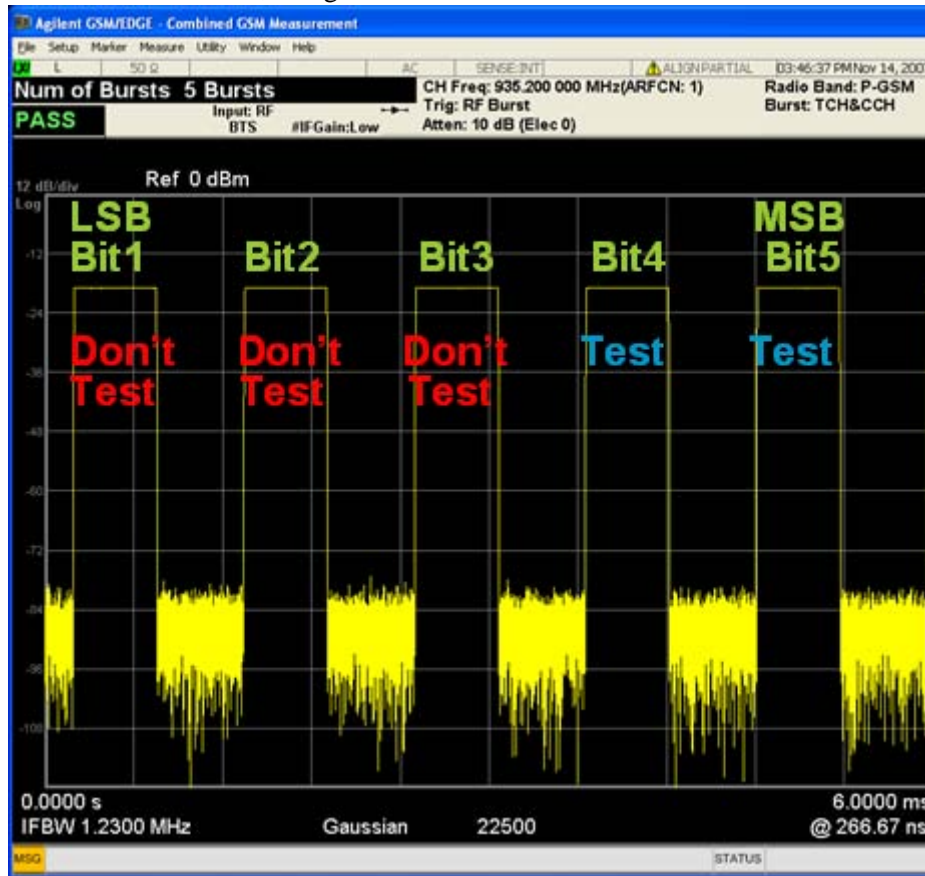 Agilent GSM/EDGE - Combined GSM Measurement
File Setup Marker Measure Utility Window Help
L 50 Ω AC SENSE:INT ALIGN PARTIAL 03:46:37 PM Nov 14, 200
Num of Bursts 5 Bursts
PASS
Input: RF
BTS #IFGain:Low
CH Freq: 935.200 000 MHz(ARFCN: 1)
Trig: RF Burst
Atten: 10 dB (Elec 0)
Radio Band: P-GSM
Burst: TCH&CCH
12 dB/div Ref 0 dBm
Log
LSB MSB
Bit1 Bit2 Bit3 Bit4 Bit5
Don't Don't Don't Test Test
Test Test Test
-12
-24
-36
-48
-60
-72
-84
-96
-108
0.0000 s 6.0000 ms
IFBW 1.2300 MHz Gaussian 22500 @ 266.67 ns
MSG STATUS